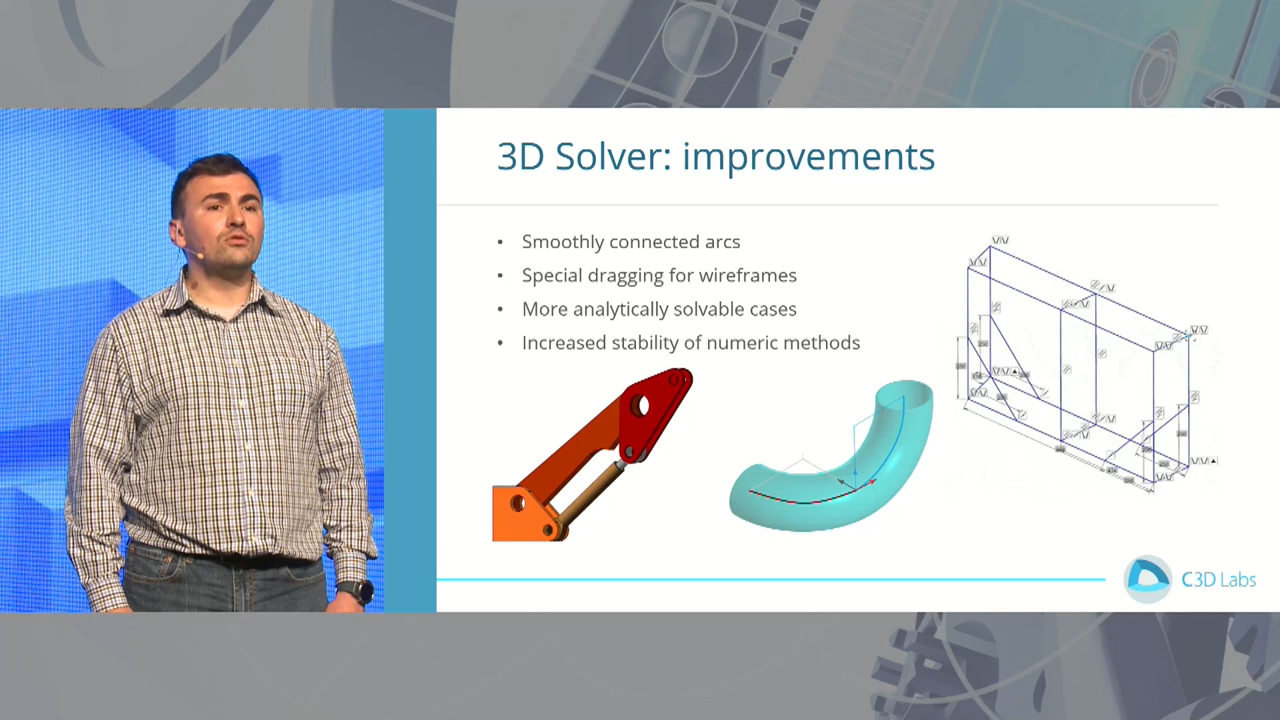 3D Solver: improvements
• Smoothly connected arcs
• Special dragging for wireframes
• More analytically solvable cases
• Increased stability of numeric methods
C3D Labs